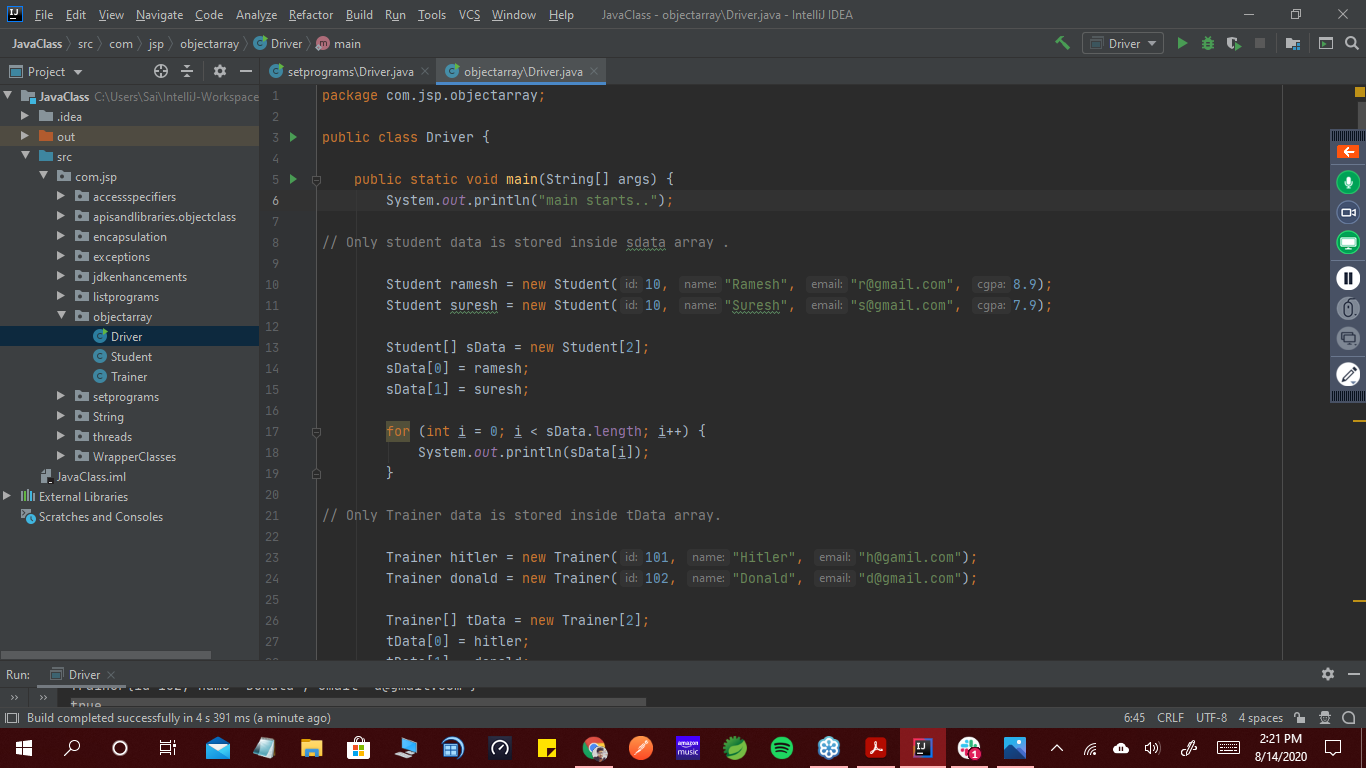 File Edit View Navigate Code Analyze Refactor Build Run Tools VCS Window Help JavaClass - objectarray\Driver.java - IntelliJ IDEA
JavaClass src com jsp objectarray Driver main Driver
Project setprograms\Driver.java objectarray\Driver.java
JavaClass C:\Users\Sai\IntelliJ-Workspace
.idea
out
src
com.jsp
accessspecifiers
apisandlibraries.objectclass
encapsulation
exceptions
jdkenhancements
listprograms
objectarray
Driver
Student
Trainer
setprograms
String
threads
WrapperClasses
JavaClass.iml
External Libraries
Scratches and Consoles
1 package com.jsp.objectarray;
2
3 public class Driver {
4
5 public static void main(String[] args) {
6 System.out.println("main starts..");
7
8 // Only student data is stored inside sdata array .
9
10 Student ramesh = new Student( id: 10, name: "Ramesh", email: "r@gmail.com", cgpa: 8.9);
11 Student suresh = new Student( id: 10, name: "Suresh", email: "s@gmail.com", cgpa: 7.9);
12
13 Student[] sData = new Student[2];
14 sData[0] = ramesh;
15 sData[1] = suresh;
16
17 for (int i = 0; i < sData.length; i++) {
18 System.out.println(sData[i]);
19 }
20
21 // Only Trainer data is stored inside tData array.
22
23 Trainer hitler = new Trainer( id: 101, name: "Hitler", email: "h@gamil.com");
24 Trainer donald = new Trainer( id: 102, name: "Donald", email: "d@gmail.com");
25
26 Trainer[] tData = new Trainer[2];
27 tData[0] = hitler;
tData[1] = donald;
Run: Driver
true
Build completed successfully in 4 s 391 ms (a minute ago) 6:45 CRLF UTF-8 4 spaces
amazon music 1 2:21 PM
8/14/2020